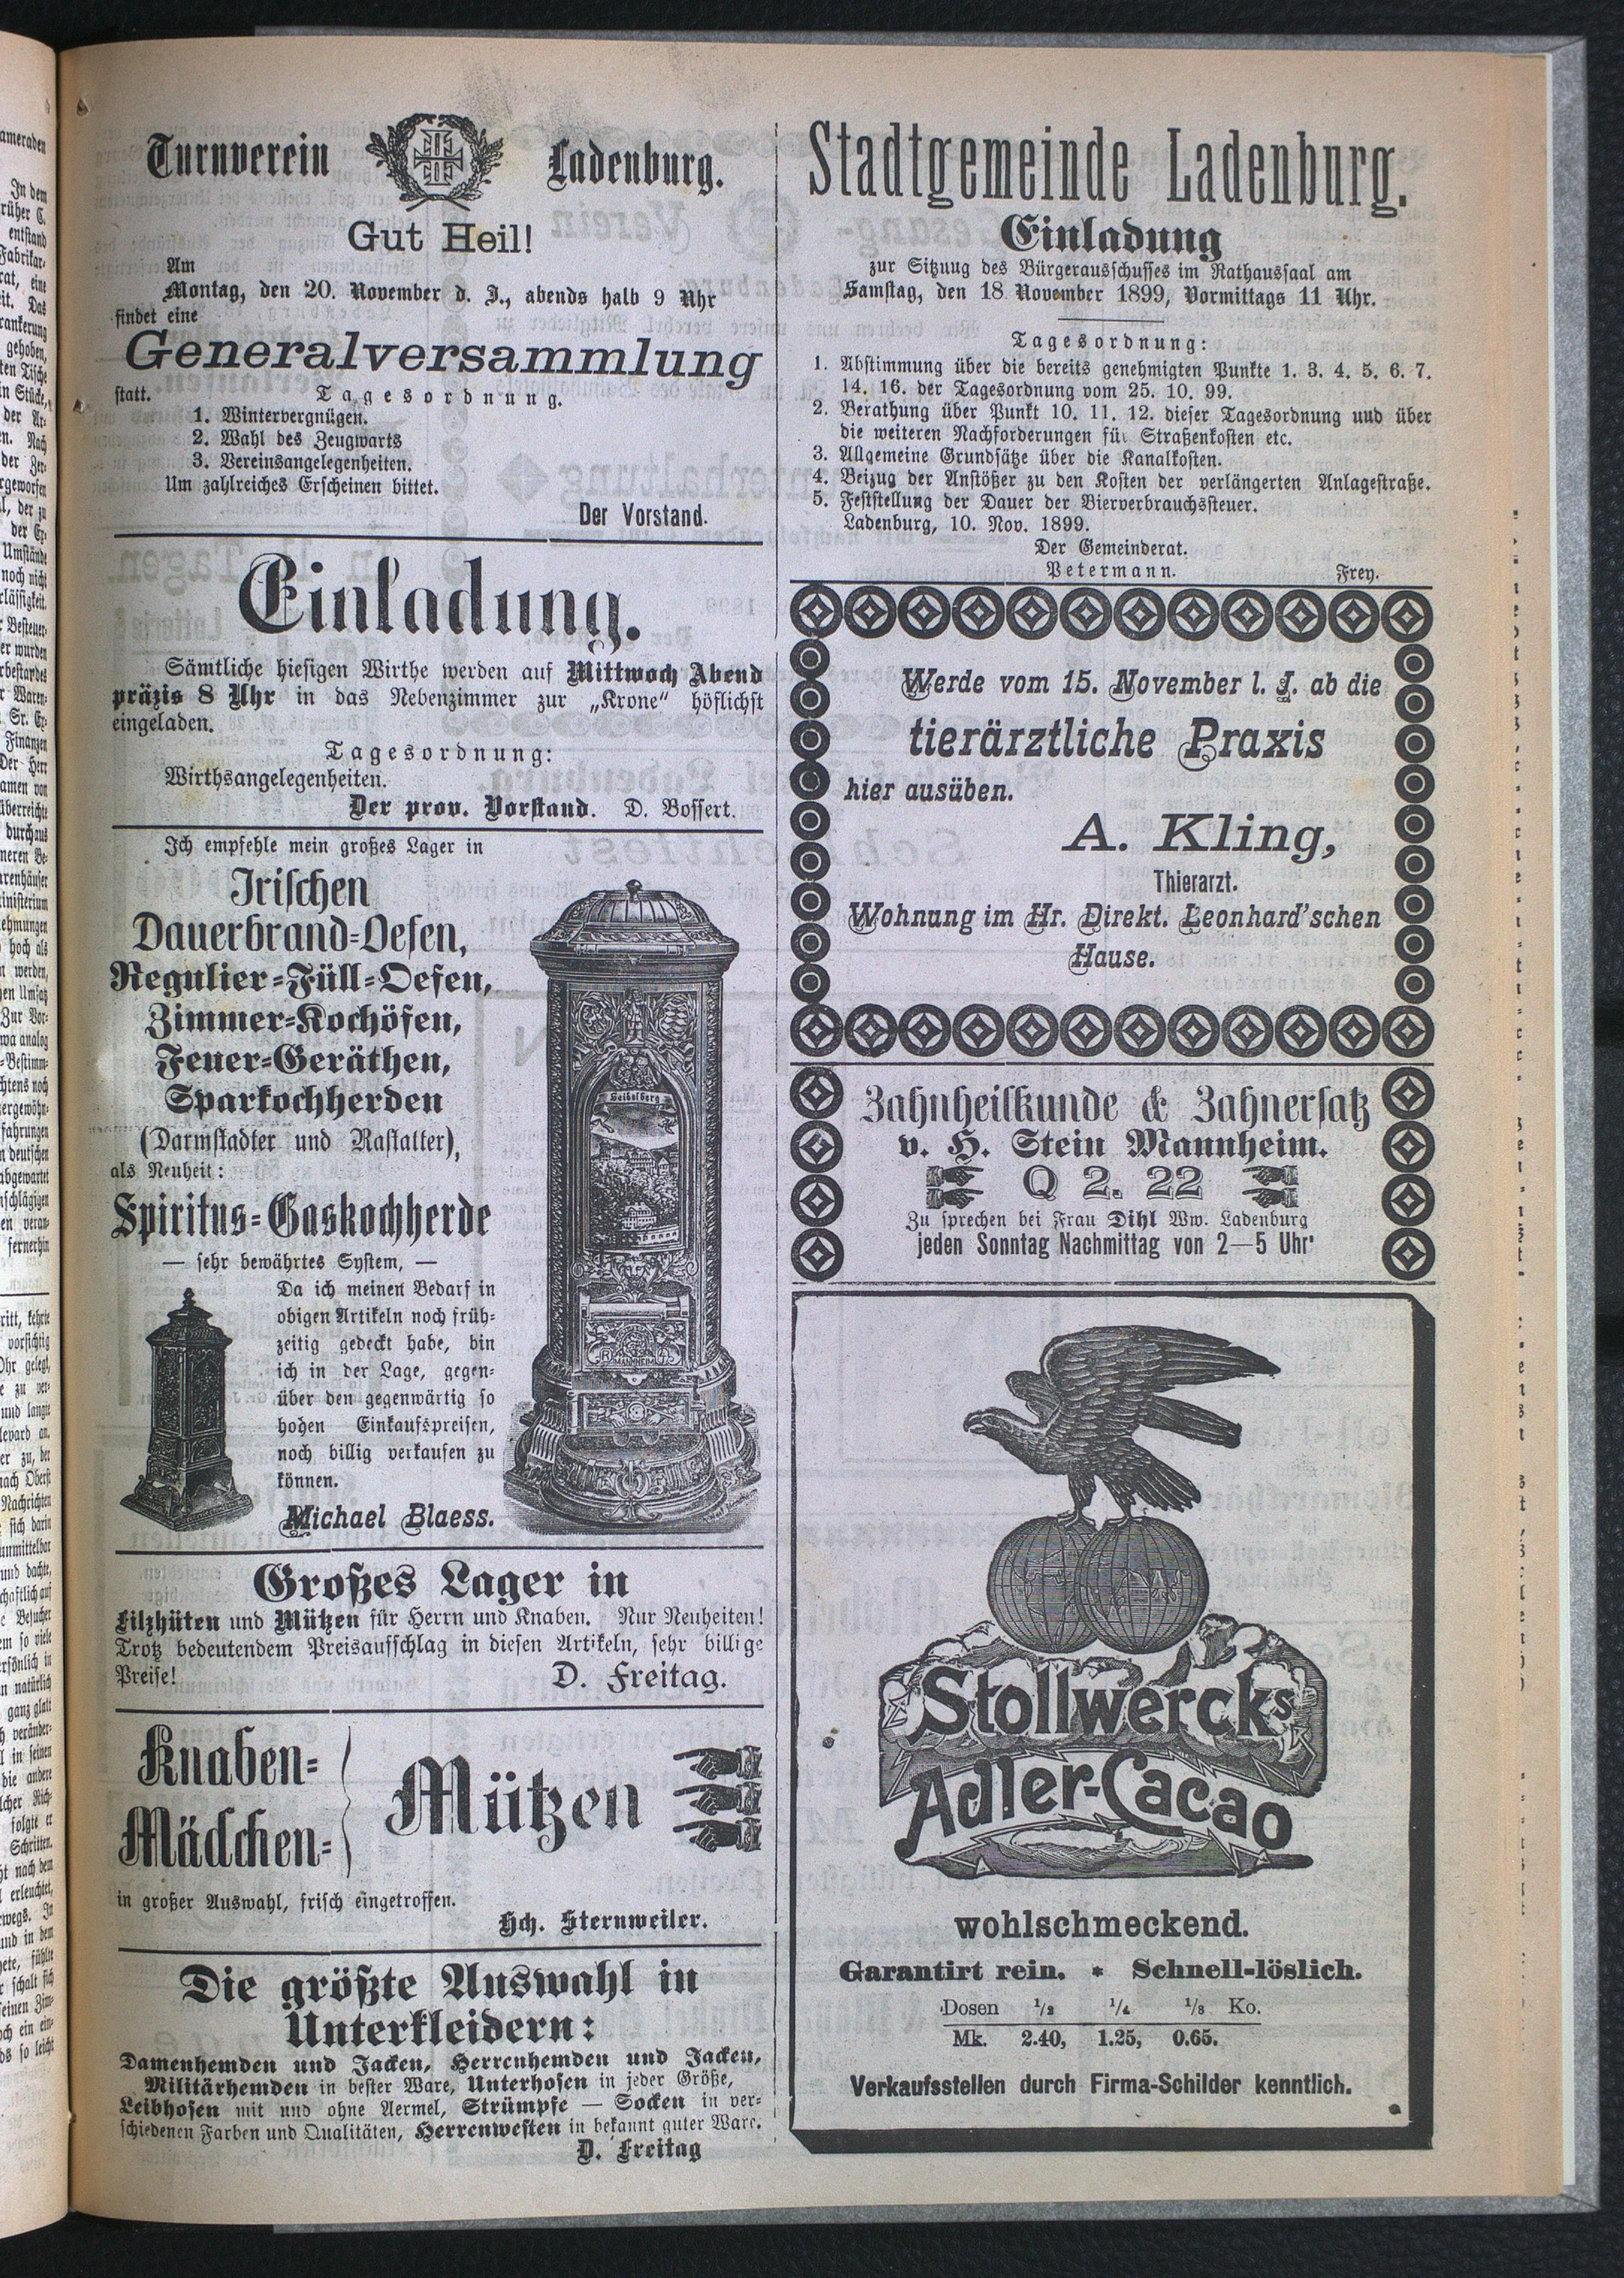 Turnverein Ladenburg.
Gut Heil!
Am
Montag, den 20. November d. J., abends halb 9 Uhr
findet eine
Generalversammlung
statt. Tagesordnung.
1. Wintervergnügen.
2. Wahl des Zeugwarts
3. Vereinsangelegenheiten.
Um zahlreiches Erscheinen bittet.
Der Vorstand.
Einladung.
Sämtliche hiesigen Wirthe werden auf Mittwoch Abend
präzis 8 Uhr in das Nebenzimmer zur „Krone“ höflichst
eingeladen.
Tagesordnung:
Wirthsangelegenheiten.
Der prov. Vorstand. D. Bossert.
Ich empfehle mein großes Lager in
Irischen
Dauerbrand-Oefen,
Regulier-Füll-Oefen,
Zimmer-Kochöfen,
Feuer-Geräthen,
Sparkochherden
(Darmstadter und Rastatter),
als Neuheit:
Spiritus-Gaskochherde
— sehr bewährtes System, —
Da ich meinen Bedarf in
obigen Artikeln noch früh-
zeitig gedeckt habe, bin
ich in der Lage, gegen-
über den gegenwärtig so
hohen Einkaufspreisen,
noch billig verkaufen zu
können.
Michael Blaess.
Heidelberg
MANNHEIM
Großes Lager in
Filzhüten und Mützen für Herrn und Knaben. Nur Neuheiten!
Trotz bedeutendem Preisaufschlag in diesen Artikeln, sehr billige
Preise! D. Freitag.
Knaben-
Mädchen-
Mützen
in großer Auswahl, frisch eingetroffen.
Hch. Sternweiler.
Die größte Auswahl in
Unterkleidern:
Damenhemden und Jacken, Herrenhemden und Jacken,
Militärhemden in bester Ware, Unterhosen in jeder Größe,
Leibhosen mit und ohne Aermel, Strümpfe — Socken in ver-
schiedenen Farben und Qualitäten, Herrenwesten in bekannt guter Ware.
D. Freitag
Stadtgemeinde Ladenburg.
Einladung
zur Sitzung des Bürgerausschusses im Rathaussaal am
Samstag, den 18 November 1899, Vormittags 11 Uhr.
Tagesordnung:
1. Abstimmung über die bereits genehmigten Punkte 1. 3. 4. 5. 6. 7.
14. 16. der Tagesordnung vom 25. 10. 99.
2. Berathung über Punkt 10. 11. 12. dieser Tagesordnung und über
die weiteren Nachforderungen für Straßenkosten etc.
3. Allgemeine Grundsätze über die Kanalkosten.
4. Beizug der Anstößer zu den Kosten der verlängerten Anlagestraße.
5. Feststellung der Dauer der Bierverbrauchssteuer.
Ladenburg, 10. Nov. 1899.
Der Gemeinderat.
Petermann. Frey.
Werde vom 15. November l. J. ab die
tierärztliche Praxis
hier ausüben.
A. Kling,
Thierarzt.
Wohnung im Hr. Direkt. Leonhard'schen
Hause.
Zahnheilkunde & Zahnersatz
v. H. Stein Mannheim.
Q 2. 22
Zu sprechen bei Frau Dihl Ww. Ladenburg
jeden Sonntag Nachmittag von 2—5 Uhr
Stollwercks
Adler-Cacao
wohlschmeckend.
Garantirt rein. * Schnell-löslich.
Dosen 1/2 1/4 1/8 Ko.
Mk. 2.40, 1.25, 0.65.
Verkaufsstellen durch Firma-Schilder kenntlich.